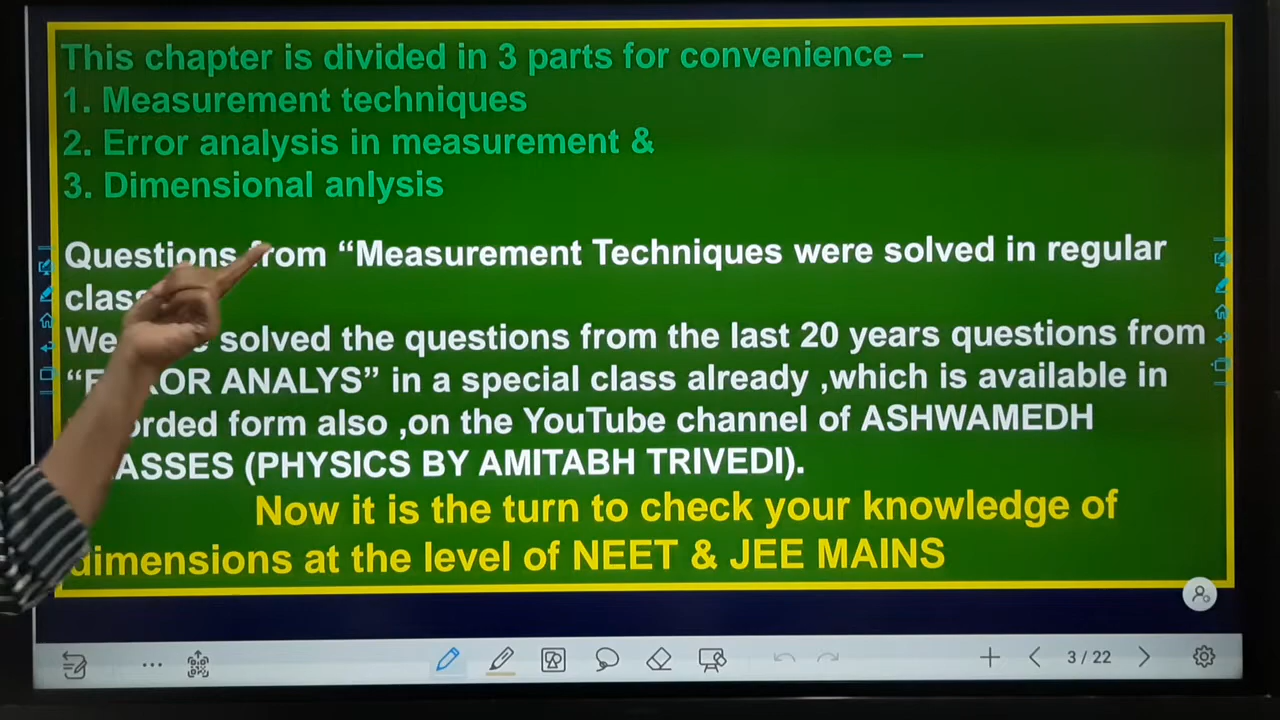 This chapter is divided in 3 parts for convenience –
1. Measurement techniques
2. Error analysis in measurement &
3. Dimensional anlysis
Questions from “Measurement Techniques were solved in regular
We solved the questions from the last 20 years questions from
ANALYS” in a special class already ,which is available in
form also ,on the YouTube channel of ASHWAMEDH
(PHYSICS BY AMITABH TRIVEDI).
Now it is the turn to check your knowledge of
dimensions at the level of NEET & JEE MAINS
3 / 22